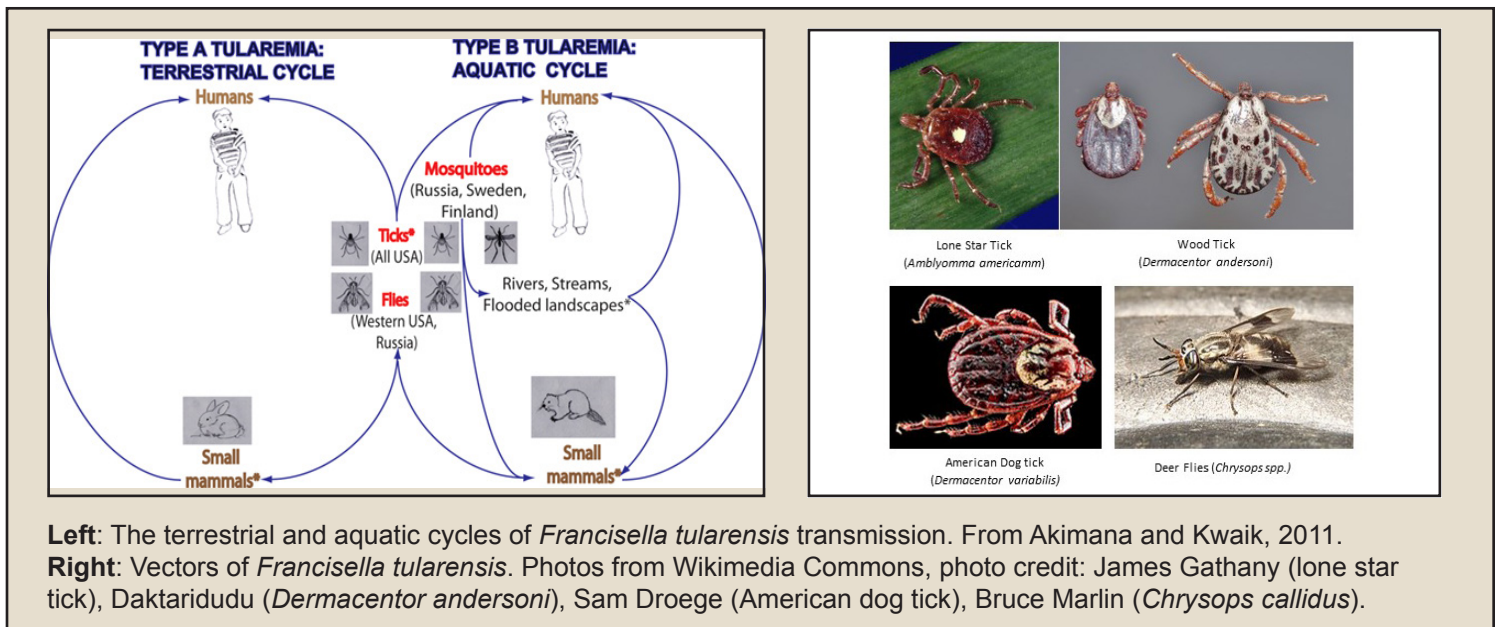 TYPE A TULAREMIA:
TERRESTRIAL CYCLE
Humans
TYPE B TULAREMIA:
AQUATIC CYCLE
Humans
Mosquitoes
(Russia, Sweden,
Finland)
Ticks*
(All USA)
Rivers, Streams,
Flooded landscapes*
Flies
(Western USA,
Russia)
Small
mammals*
Small
mammals*
Lone Star Tick
(Amblyomma americamm)
Wood Tick
(Dermacentor andersoni)
American Dog tick
(Dermacentor variabilis)
Deer Flies (Chrysops spp.)
Left: The terrestrial and aquatic cycles of Francisella tularensis transmission. From Akimana and Kwaik, 2011.
Right: Vectors of Francisella tularensis. Photos from Wikimedia Commons, photo credit: James Gathany (lone star
tick), Daktaridudu (Dermacentor andersoni), Sam Droege (American dog tick), Bruce Marlin (Chrysops callidus).